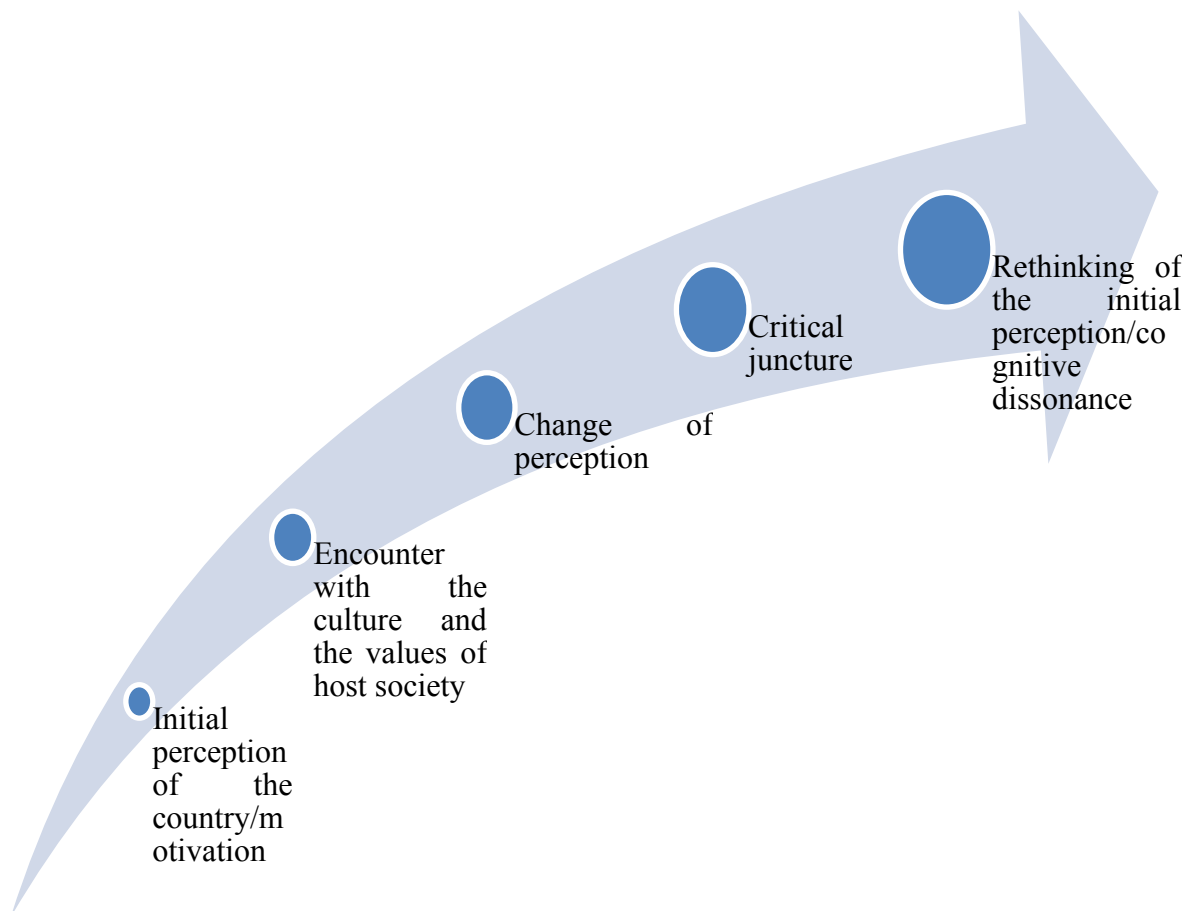 Rethinking of
the initial
perception/co
gnitive
dissonance
Critical
juncture
Change of
perception
Encounter
with the
culture and
the values of
host society
Initial
perception
of the
country/m
otivation